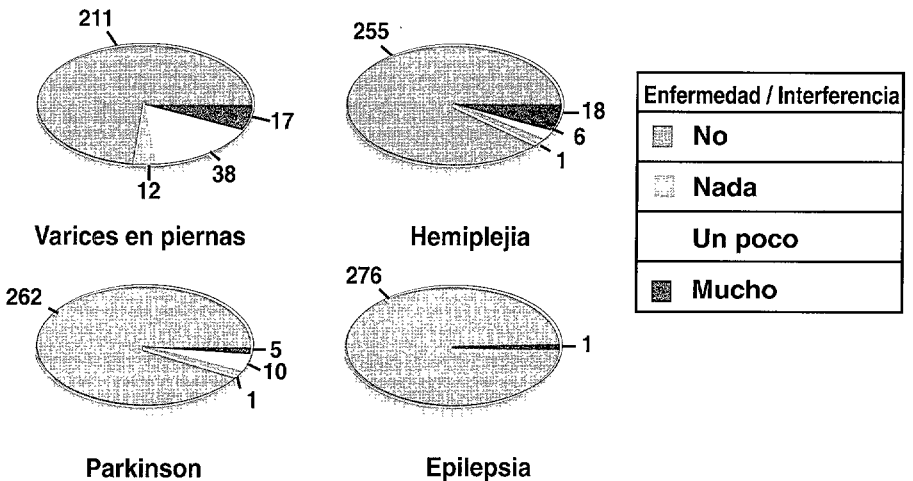 211
17
38
12
Varices en piernas
255
18
6
1
Hemiplejia
262
5
10
1
Parkinson
276
1
Epilepsia
Enfermedad / Interferencia
No
Nada
Un poco
Mucho